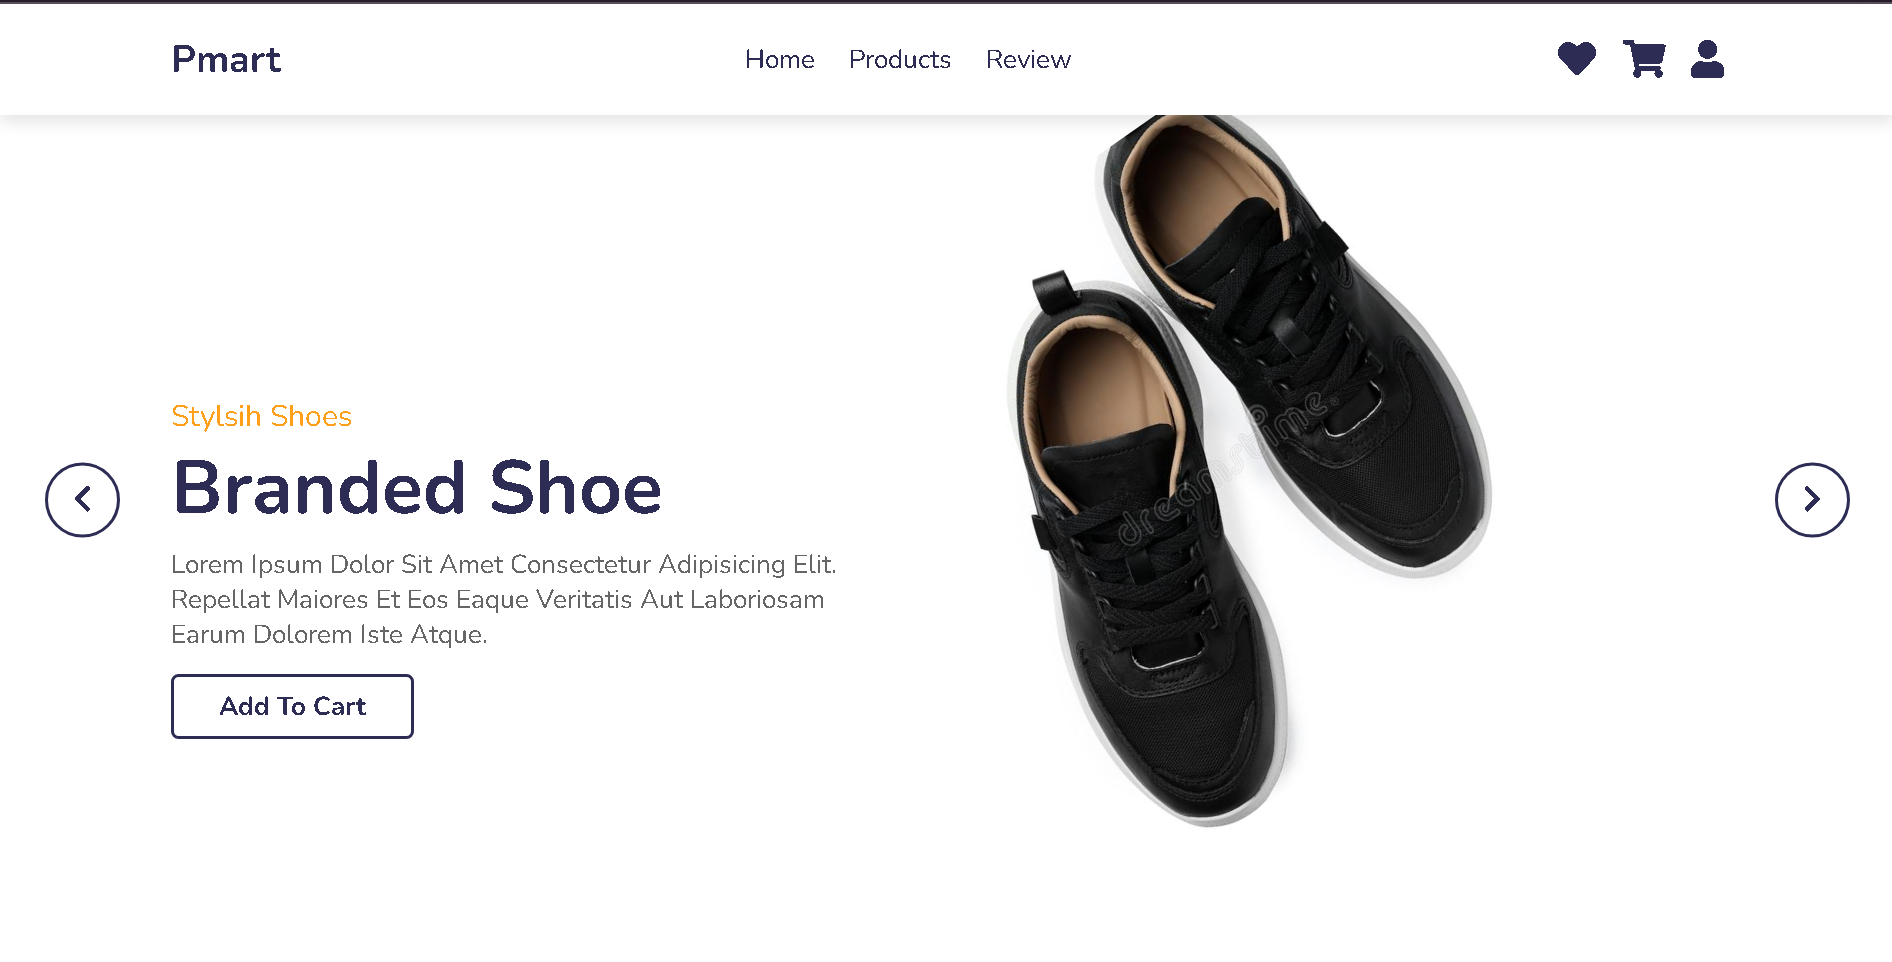 Pmart
Home Products Review
Stylsih Shoes
Branded Shoe
Lorem Ipsum Dolor Sit Amet Consectetur Adipisicing Elit.
Repellat Maiores Et Eos Eaque Veritatis Aut Laboriosam
Earum Dolorem Iste Atque.
Add To Cart
dreamstime.